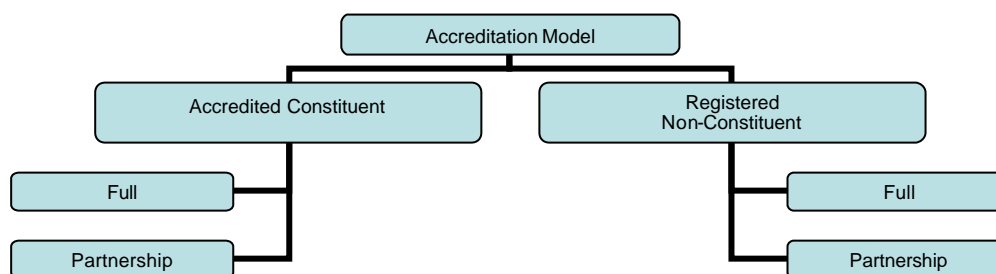 Accreditation Model
Accredited Constituent
Registered
Non-Constituent
Full
Full
Partnership
Partnership